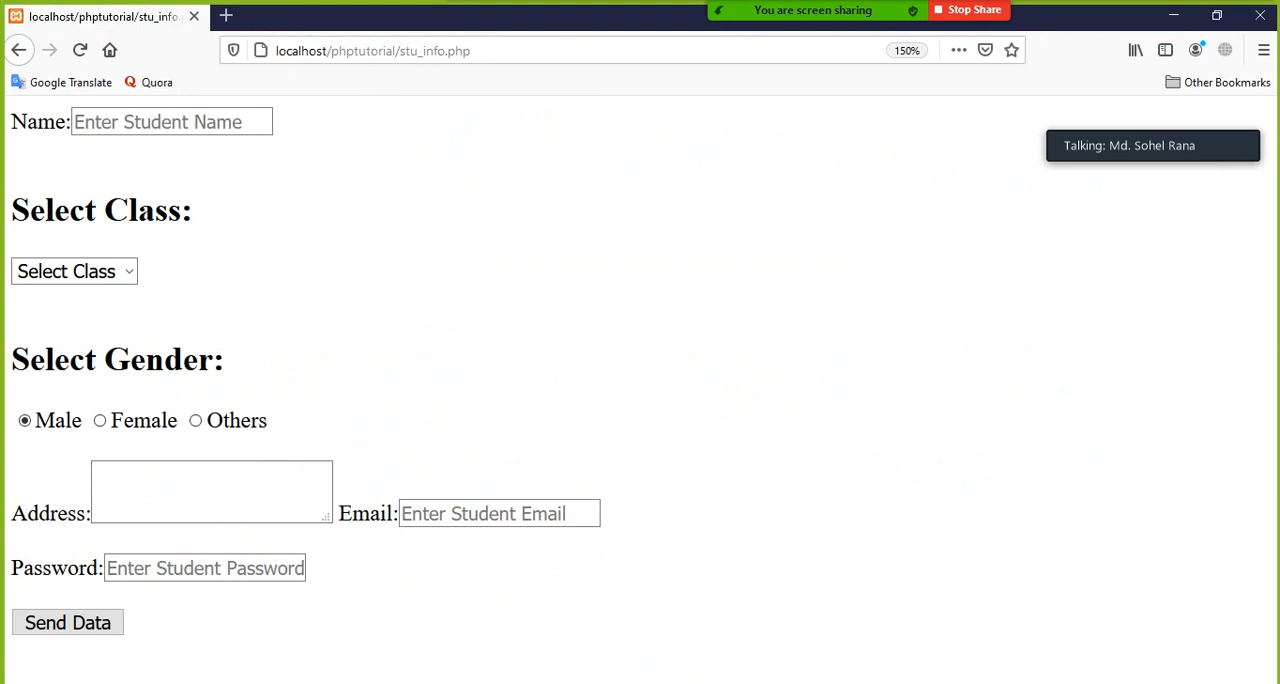 localhost/phptutorial/stu_info.
You are screen sharing
Stop Share
localhost/phptutorial/stu_info.php
150%
Google Translate
Quora
Other Bookmarks
Name:Enter Student Name
Talking: Md. Sohel Rana
Select Class:
Select Class
Select Gender:
Male Female Others
Address: Email:Enter Student Email
Password:Enter Student Password
Send Data